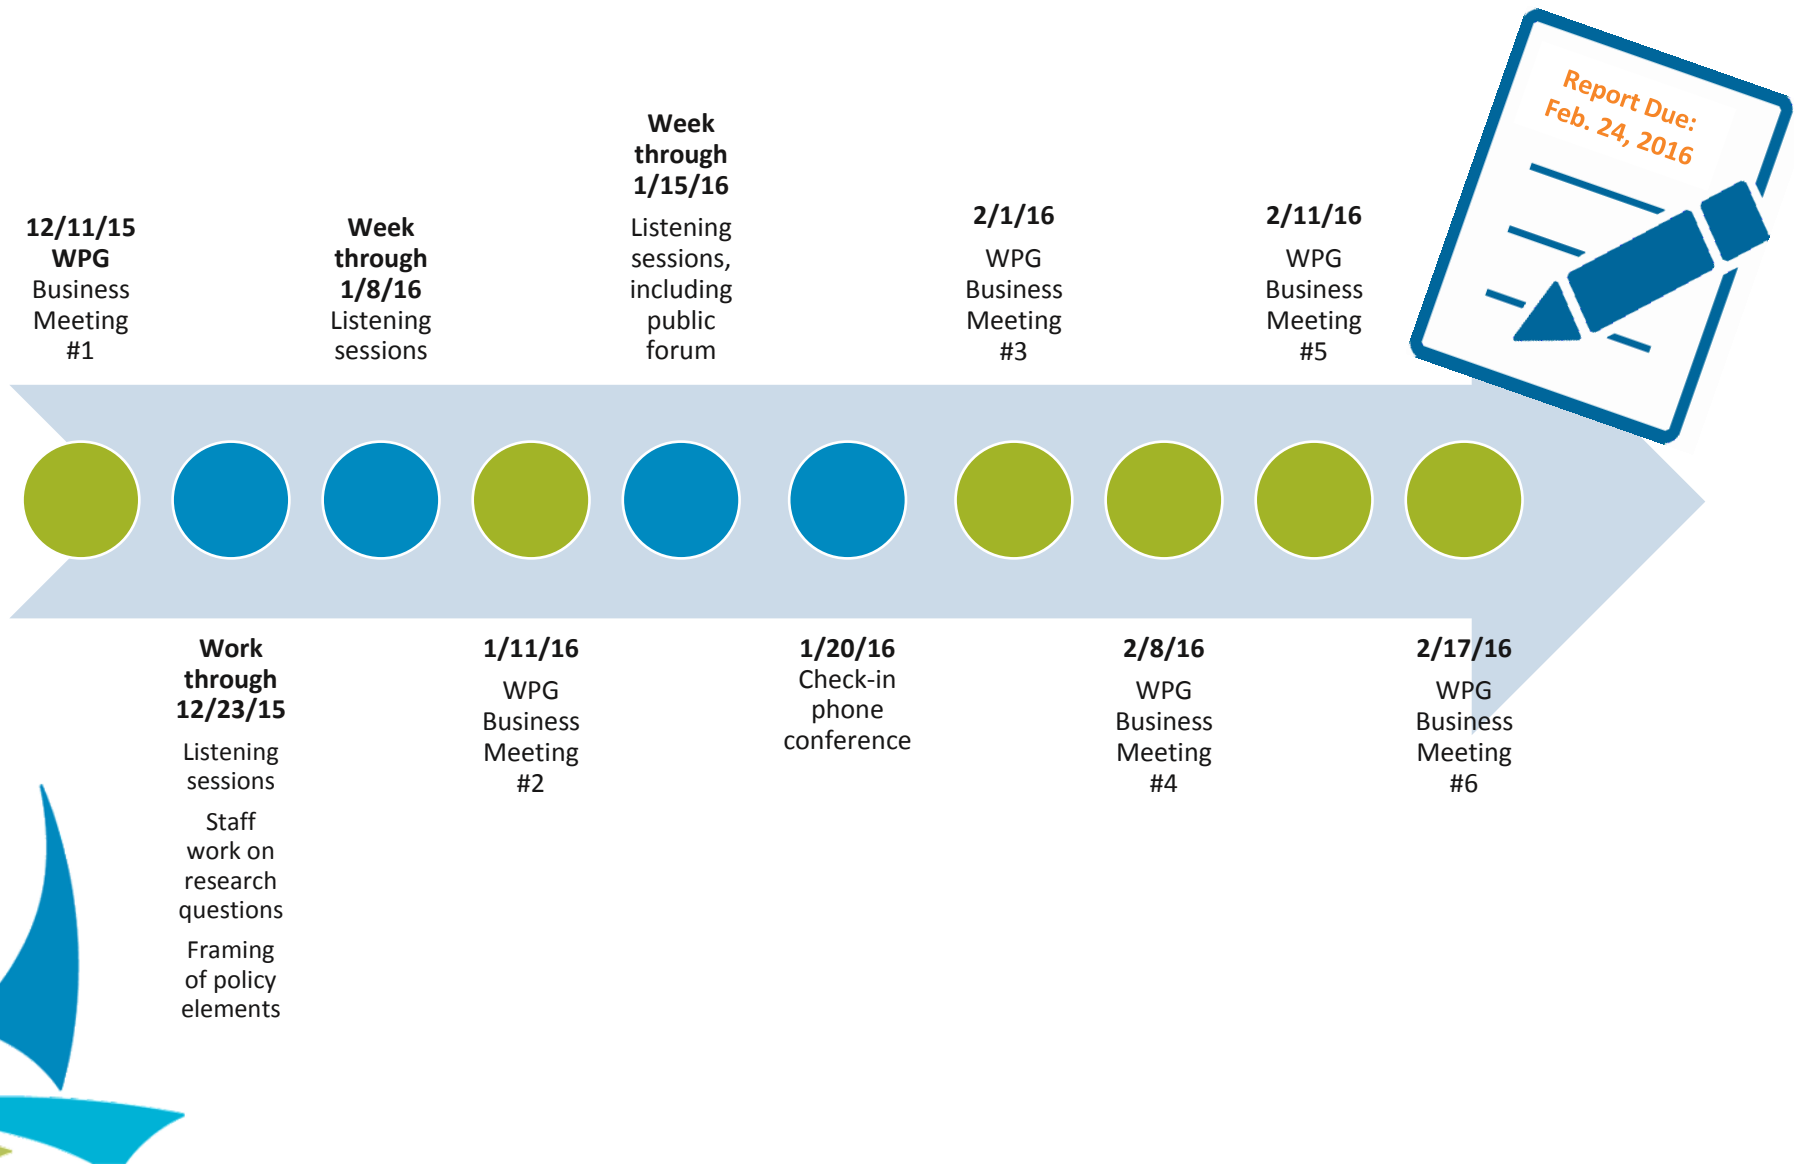 Report Due:
Feb. 24, 2016
12/11/15
WPG
Business
Meeting
#1
Work
through
12/23/15
Listening
sessions
Staff
work on
research
questions
Framing
of policy
elements
Week
through
1/8/16
Listening
sessions
1/11/16
WPG
Business
Meeting
#2
Week
through
1/15/16
Listening
sessions,
including
public
forum
1/20/16
Check-in
phone
conference
2/1/16
WPG
Business
Meeting
#3
2/8/16
WPG
Business
Meeting
#4
2/11/16
WPG
Business
Meeting
#5
2/17/16
WPG
Business
Meeting
#6